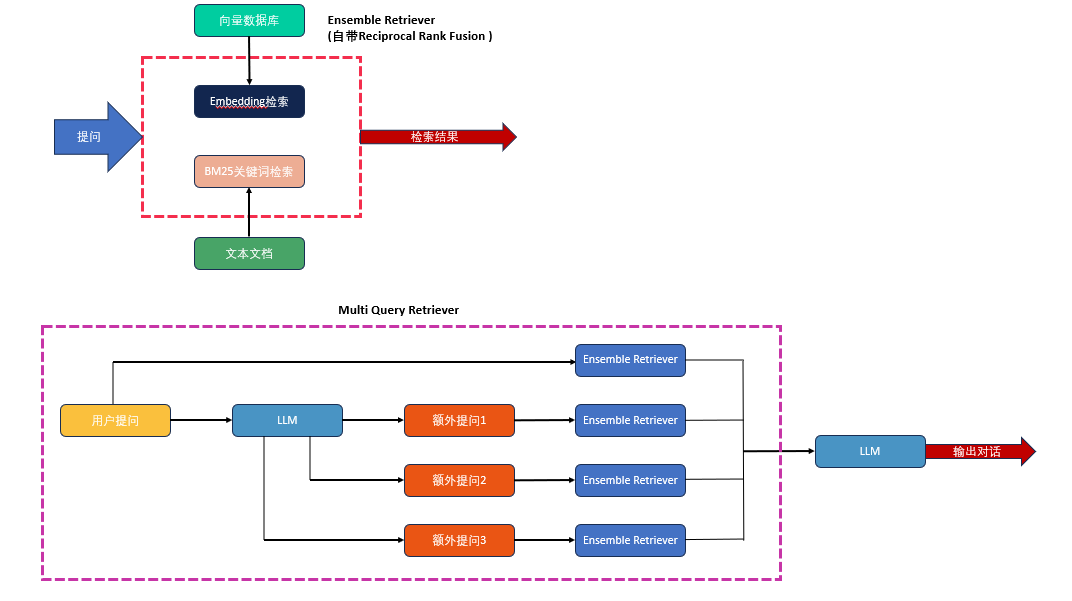 向量数据库
Ensemble Retriever
(自带Reciprocal Rank Fusion )
Embedding检索
提问
检索结果
BM25关键词检索
文本文档
Multi Query Retriever
Ensemble Retriever
用户提问
LLM
额外提问1
Ensemble Retriever
LLM
输出对话
额外提问2
Ensemble Retriever
额外提问3
Ensemble Retriever